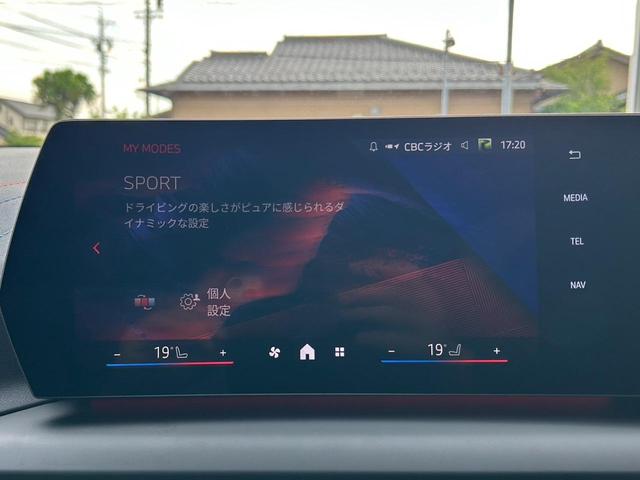 MY MODES
CBCラジオ 17:20
SPORT
ドライビングの楽しさがピュアに感じられるダ
イナミックな設定
MEDIA
TEL
NAV
個人
設定
− 19° +
− 19° +